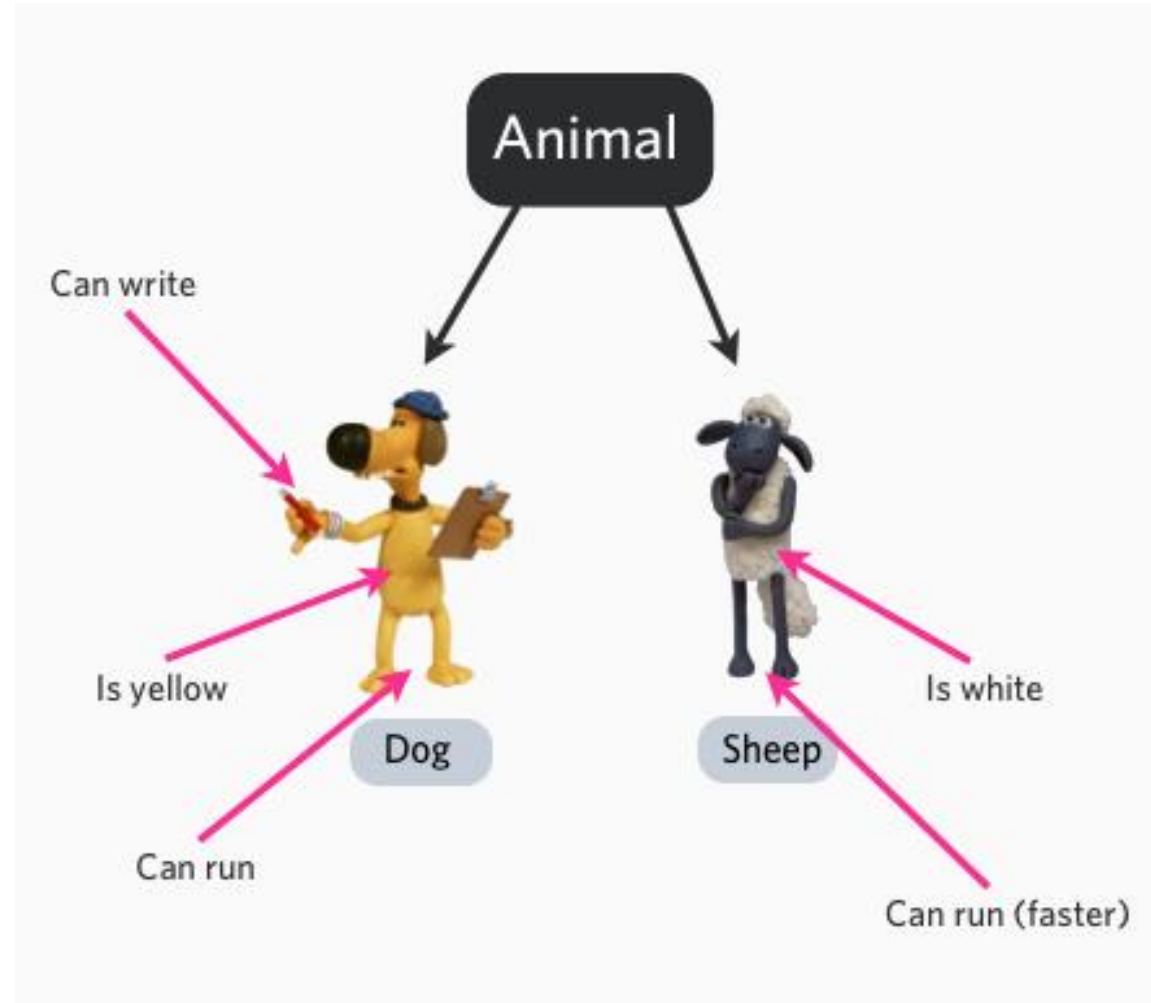 Animal
Can write
Is yellow
Is white
Dog
Sheep
Can run
Can run (faster)